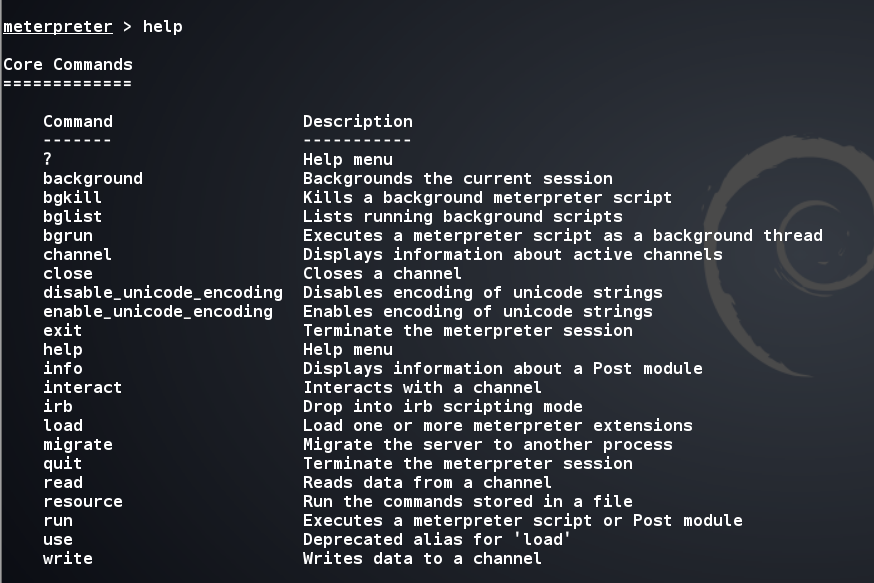 meterpreter > help
Core Commands
=============
Command Description
------- -----------
? Help menu
background Backgrounds the current session
bgkill Kills a background meterpreter script
bglist Lists running background scripts
bgrun Executes a meterpreter script as a background thread
channel Displays information about active channels
close Closes a channel
disable_unicode_encoding Disables encoding of unicode strings
enable_unicode_encoding Enables encoding of unicode strings
exit Terminate the meterpreter session
help Help menu
info Displays information about a Post module
interact Interacts with a channel
irb Drop into irb scripting mode
load Load one or more meterpreter extensions
migrate Migrate the server to another process
quit Terminate the meterpreter session
read Reads data from a channel
resource Run the commands stored in a file
run Executes a meterpreter script or Post module
use Deprecated alias for 'load'
write Writes data to a channel